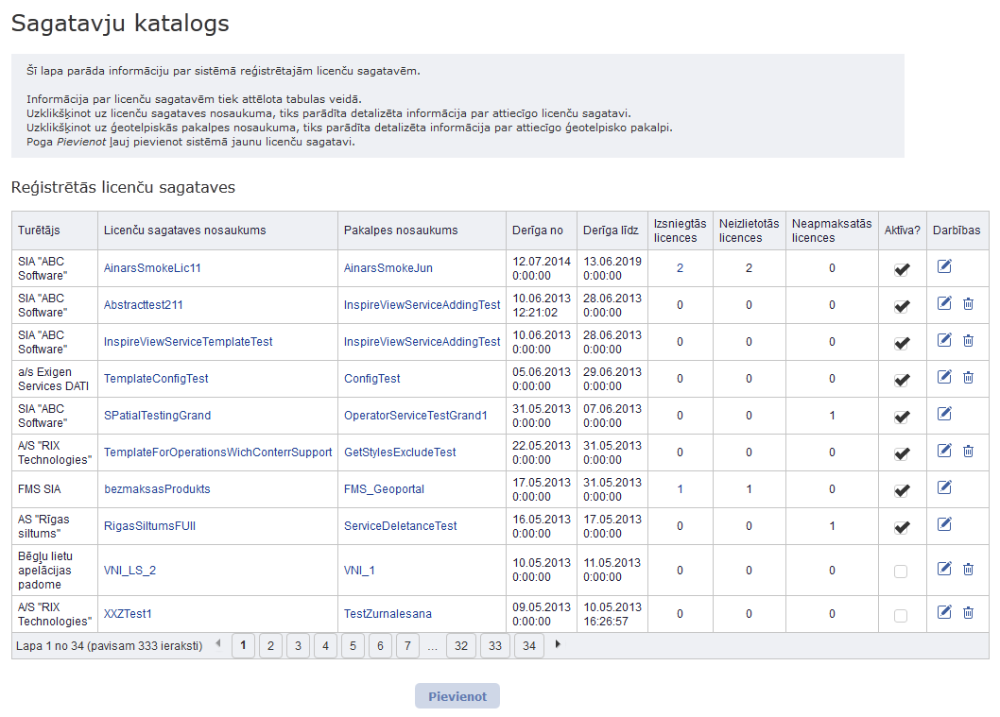 Sagatavju katalogs
Šī lapa parāda informāciju par sistēmā reģistrētajām licenču sagatavēm.
Informācija par licenču sagatavēm tiek attēlota tabulas veidā.
Uzklikšķinot uz licenču sagataves nosaukuma, tiks parādīta detalizēta informācija par attiecīgo licenču sagatavi.
Uzklikšķinot uz ģeotelpiskās pakalpes nosaukuma, tiks parādīta detalizēta informācija par attiecīgo ģeotelpisko pakalpi.
Poga Pievienot ļauj pievienot sistēmā jaunu licenču sagatavi.
Reģistrētās licenču sagataves
Turētājs Licenču sagataves nosaukums Pakalpes nosaukums Derīga no Derīga līdz Izsniegtās licences Neizlietotās licences Neapmaksatās licences Aktīva? Darbības
SIA "ABC Software" AinarsSmokeLic11 AinarsSmokeJun 12.07.2014 0:00:00 13.06.2019 0:00:00 2 2 0
SIA "ABC Software" Abstracttest211 InspireViewServiceAddingTest 10.06.2013 12:21:02 28.06.2013 0:00:00 0 0 0
SIA "ABC Software" InspireViewServiceTemplateTest InspireViewServiceAddingTest 10.06.2013 0:00:00 28.06.2013 0:00:00 0 0 0
a/s Exigen Services DATI TemplateConfigTest ConfigTest 05.06.2013 0:00:00 29.06.2013 0:00:00 0 0 0
SIA "ABC Software" SPatialTestingGrand OperatorServiceTestGrand1 31.05.2013 0:00:00 07.06.2013 0:00:00 0 0 1
A/S "RIX Technologies" TemplateForOperationsWichConterrSupport GetStylesExcludeTest 22.05.2013 0:00:00 31.05.2013 0:00:00 0 0 0
FMS SIA bezmaksasProdukts FMS_Geoportal 17.05.2013 0:00:00 31.05.2013 0:00:00 1 1 0
AS "Rīgas siltums" RigasSiltumsFUll ServiceDeletanceTest 16.05.2013 0:00:00 17.05.2013 0:00:00 0 0 1
Bēgļu lietu apelācijas padome VNI_LS_2 VNI_1 10.05.2013 0:00:00 11.05.2013 0:00:00 0 0 0
A/S "RIX Technologies" XXZTest1 TestZurnalesana 09.05.2013 0:00:00 10.05.2013 16:26:57 0 0 0
Lapa 1 no 34 (pavisam 333 ieraksti) 1 2 3 4 5 6 7 ... 32 33 34
Pievienot